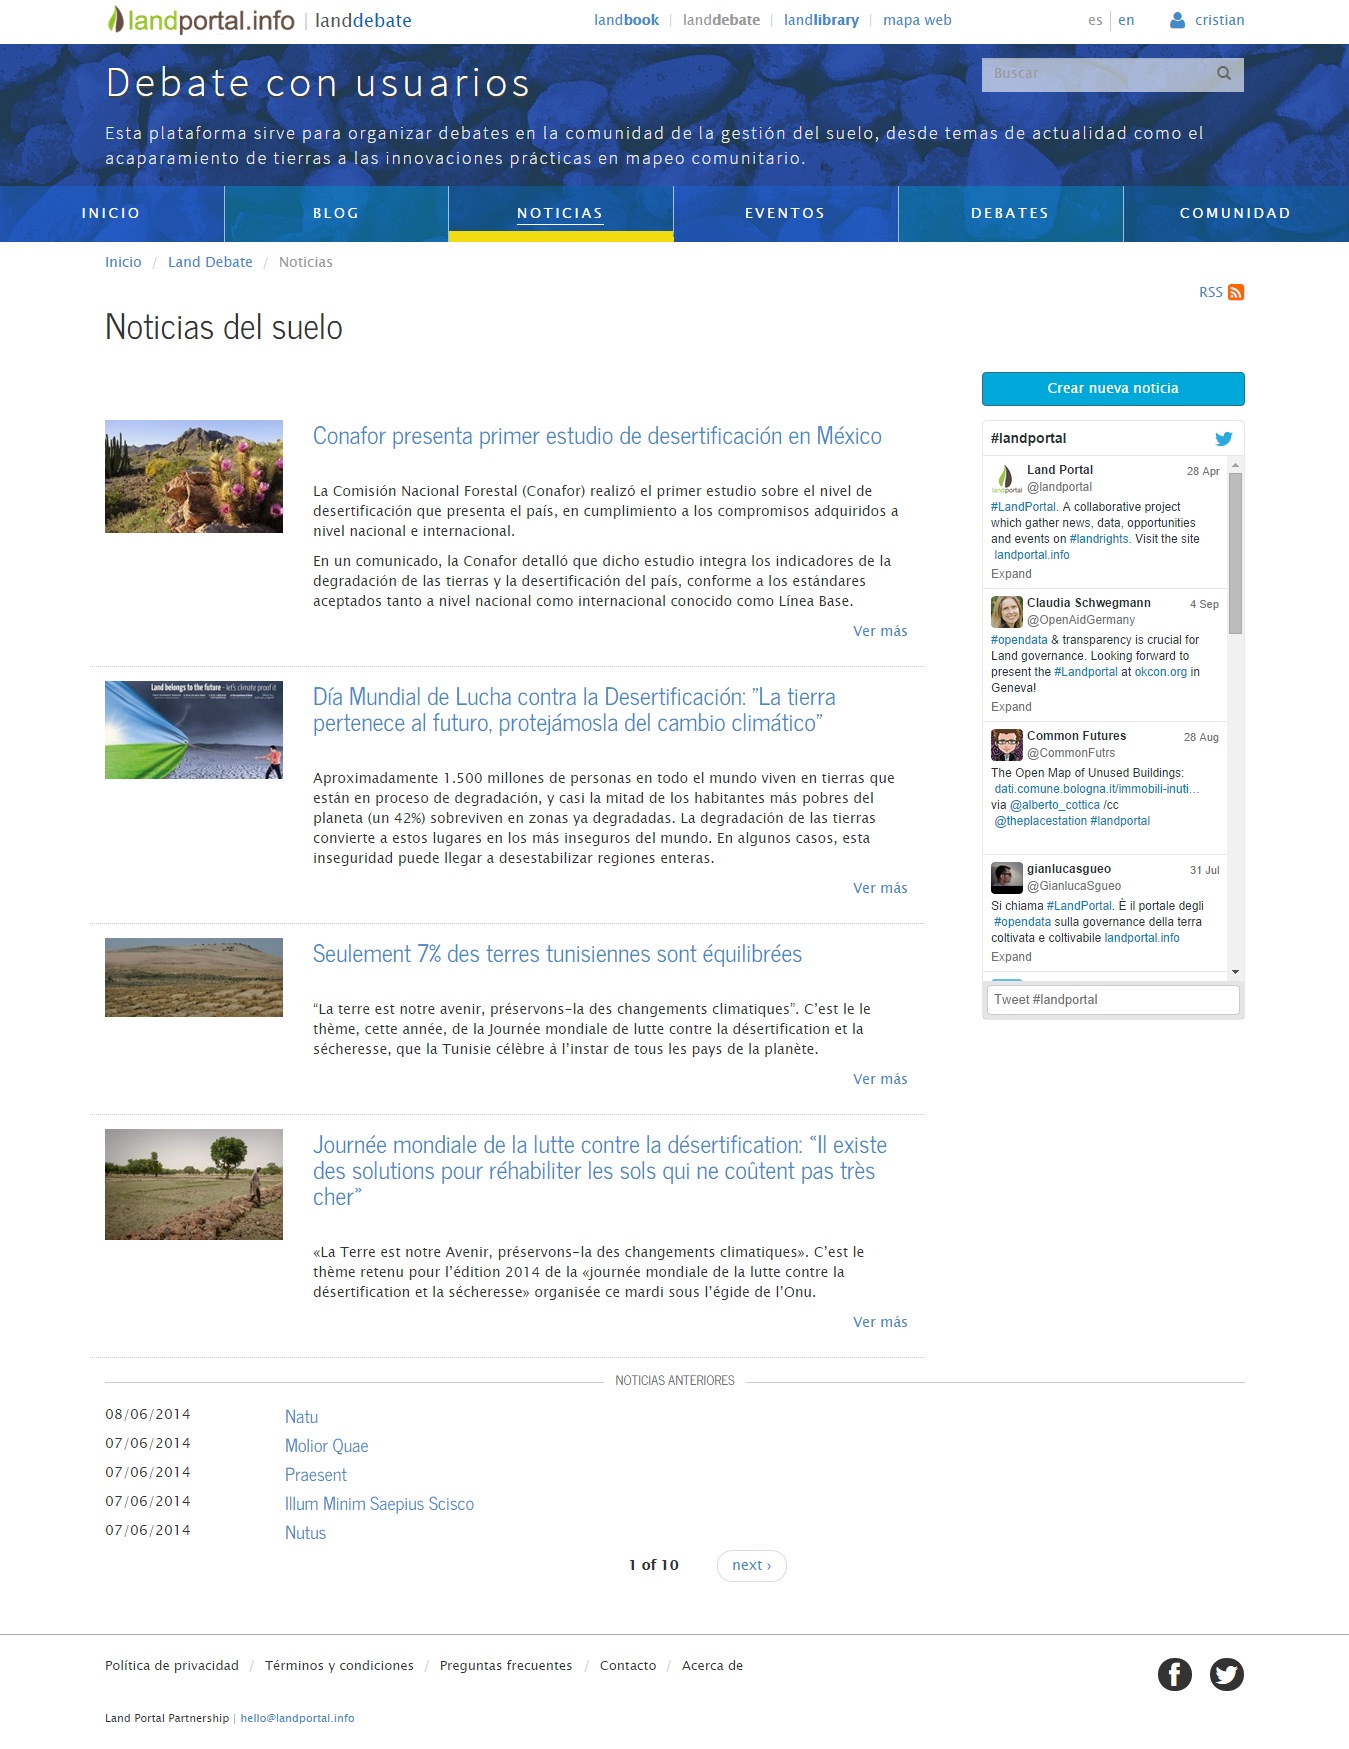 landportal.info | landdebate
landbook | landdebate | landlibrary | mapa web
es | en
cristian
Debate con usuarios
Buscar
Esta plataforma sirve para organizar debates en la comunidad de la gestión del suelo, desde temas de actualidad como el
acaparamiento de tierras a las innovaciones prácticas en mapeo comunitario.
INICIO
BLOG
NOTICIAS
EVENTOS
DEBATES
COMUNIDAD
Inicio / Land Debate / Noticias
RSS
Noticias del suelo
Crear nueva noticia
Conafor presenta primer estudio de desertificación en México
La Comisión Nacional Forestal (Conafor) realizó el primer estudio sobre el nivel de
desertificación que presenta el país, en cumplimiento a los compromisos adquiridos a
nivel nacional e internacional.
En un comunicado, la Conafor detalló que dicho estudio integra los indicadores de la
degradación de las tierras y la desertificación del país, conforme a los estándares
aceptados tanto a nivel nacional como internacional conocido como Línea Base.
Ver más
Land belongs to the future - let's climate proof it
Día Mundial de Lucha contra la Desertificación: "La tierra
pertenece al futuro, protejámosla del cambio climático"
Aproximadamente 1.500 millones de personas en todo el mundo viven en tierras que
están en proceso de degradación, y casi la mitad de los habitantes más pobres del
planeta (un 42%) sobreviven en zonas ya degradadas. La degradación de las tierras
convierte a estos lugares en los más inseguros del mundo. En algunos casos, esta
inseguridad puede llegar a desestabilizar regiones enteras.
Ver más
Seulement 7% des terres tunisiennes sont équilibrées
“La terre est notre avenir, préservons-la des changements climatiques”. C’est le le
thème, cette année, de la Journée mondiale de lutte contre la désertification et la
sécheresse, que la Tunisie célèbre à l’instar de tous les pays de la planète.
Ver más
Journée mondiale de la lutte contre la désertification: “Il existe
des solutions pour réhabiliter les sols qui ne coûtent pas très
cher»
«La Terre est notre Avenir, préservons-la des changements climatiques». C’est le
thème retenu pour l’édition 2014 de la «journée mondiale de la lutte contre la
désertification et la sécheresse» organisée ce mardi sous l’égide de l’Onu.
Ver más
#landportal
landportal
Land Portal
28 Apr
@landportal
#LandPortal. A collaborative project
which gather news, data, opportunities
and events on #landrights. Visit the site
landportal.info
Expand
Claudia Schwegmann
4 Sep
@OpenAidGermany
#opendata & transparency is crucial for
Land governance. Looking forward to
present the #Landportal at okcon.org in
Geneva!
Expand
Common Futures
28 Aug
@CommonFutrs
The Open Map of Unused Buildings:
dati.comune.bologna.it/immobili-inuti…
via @alberto_cottica /cc
@theplacestation #landportal
gianlucasgueo
31 Jul
@GianlucaSgueo
Si chiama #LandPortal. È il portale degli
#opendata sulla governance della terra
coltivata e coltivabile landportal.info
Expand
Tweet #landportal
NOTICIAS ANTERIORES
08/06/2014 Natu
07/06/2014 Molior Quae
07/06/2014 Praesent
07/06/2014 Illum Minim Saepius Scisco
07/06/2014 Nutus
1 of 10 next ›
Política de privacidad / Términos y condiciones / Preguntas frecuentes / Contacto / Acerca de
Land Portal Partnership | hello@landportal.info